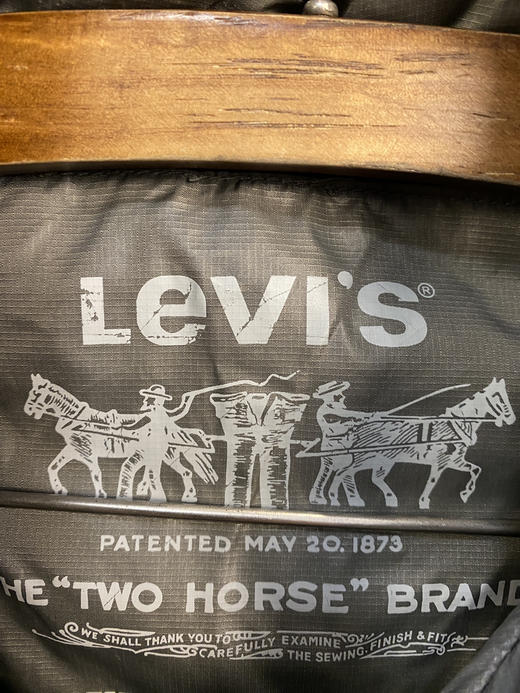 LeVI'S®
PATENTED MAY 20. 1873
HE "TWO HORSE" BRAND
WE SHALL THANK YOU TO CAREFULLY EXAMINE THE SEWING, FINISH & FIT